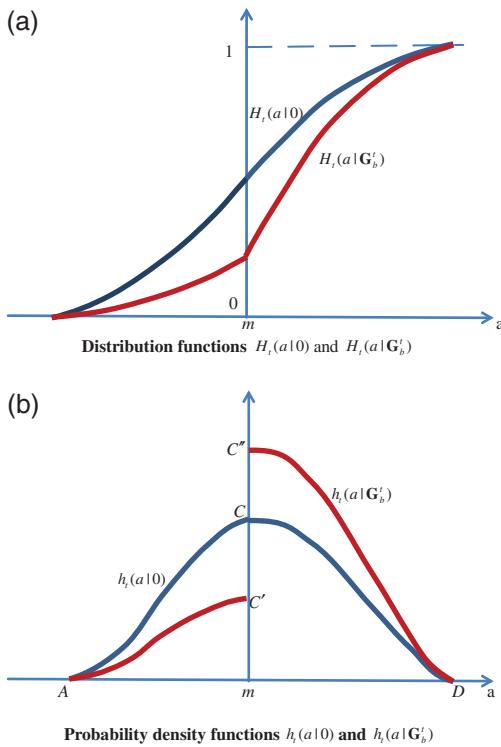 (a)
1
H_t(a|0)
H_t(a|𝐆_b^t)
0
m a
Distribution functions H_t(a|0) and H_t(a|𝐆_b^t)
(b)
C″
h_t(a|𝐆_b^t)
C
h_t(a|0)
C′
A m D a
Probability density functions h_t(a|0) and h_t(a|𝐆_b^t)